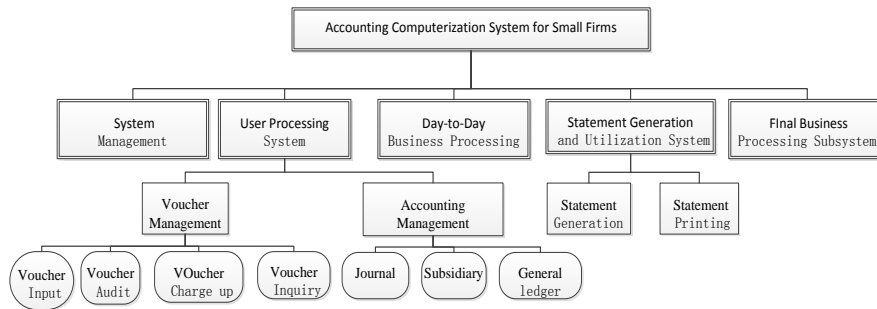 Accounting Computerization System for Small Firms
System
Management
User Processing
System
Day-to-Day
Business Processing
Statement Generation
and Utilization System
FInal Business
Processing Subsystem
Voucher
Management
Accounting
Management
Statement
Generation
Statement
Printing
Voucher
Input
Voucher
Audit
VOucher
Charge up
Voucher
Inquiry
Journal
Subsidiary
General
ledger